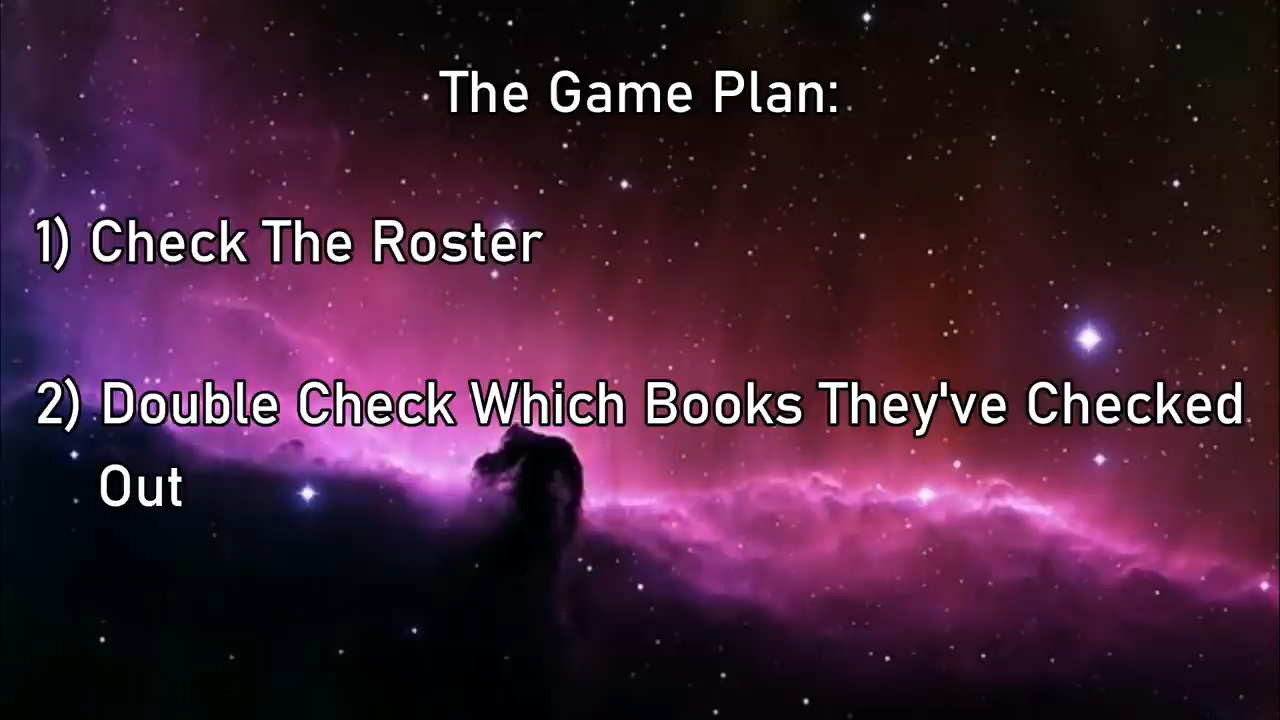 The Game Plan:
1) Check The Roster
2) Double Check Which Books They've Checked
Out